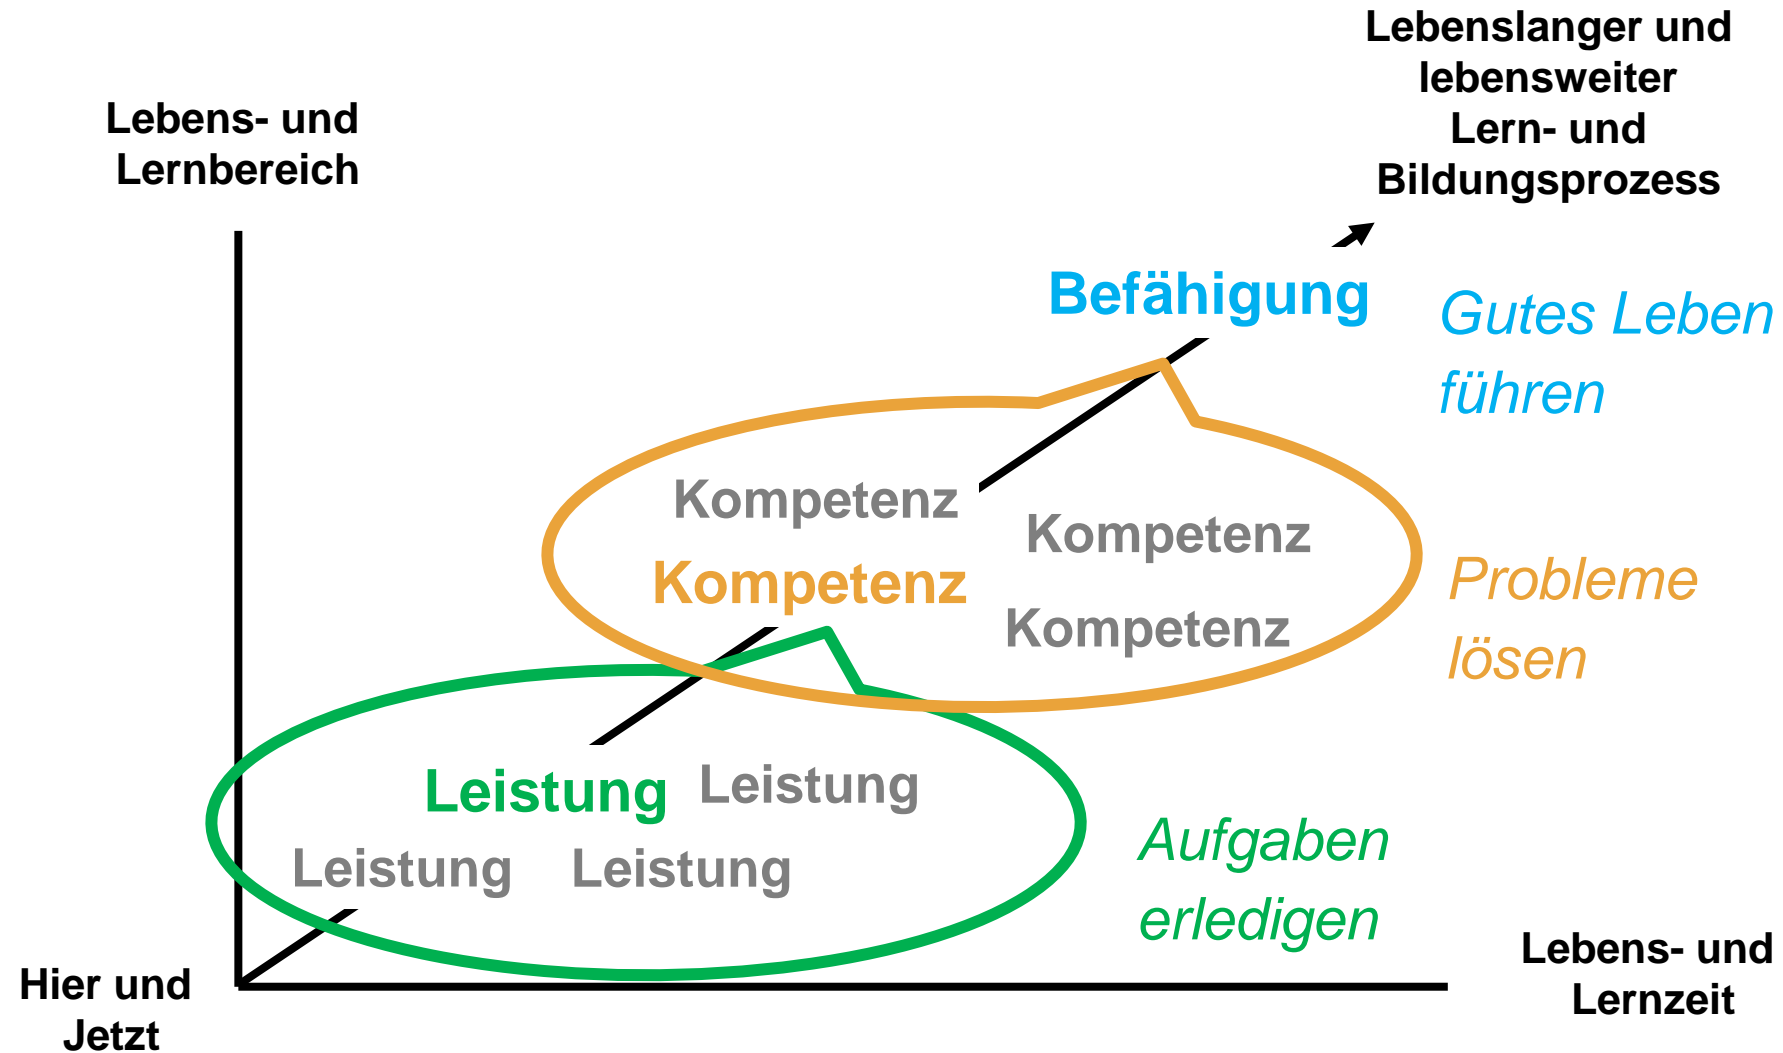 Lebenslanger und
lebensweiter
Lern- und
Bildungsprozess
Lebens- und
Lernbereich
Befähigung
Gutes Leben
führen
Kompetenz
Kompetenz
Kompetenz
Kompetenz
Probleme
lösen
Leistung
Leistung
Leistung
Leistung
Aufgaben
erledigen
Hier und
Jetzt
Lebens- und
Lernzeit